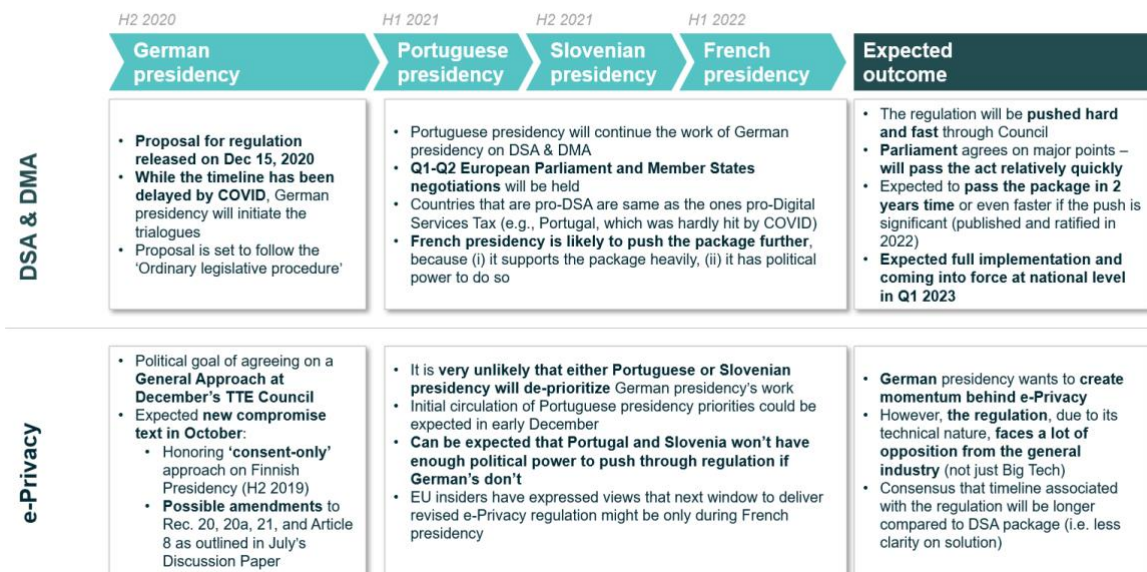 H2 2020
H1 2021
H2 2021
H1 2022
German
presidency
Portuguese
presidency
Slovenian
presidency
French
presidency
Expected
outcome
DSA & DMA
• Proposal for regulation
released on Dec 15, 2020
• While the timeline has been
delayed by COVID, German
presidency will initiate the
trialogues
• Proposal is set to follow the
‘Ordinary legislative procedure’
• Portuguese presidency will continue the work of German
presidency on DSA & DMA
• Q1-Q2 European Parliament and Member States
negotiations will be held
• Countries that are pro-DSA are same as the ones pro-Digital
Services Tax (e.g., Portugal, which was hardly hit by COVID)
• French presidency is likely to push the package further,
because (i) it supports the package heavily, (ii) it has political
power to do so
• The regulation will be pushed hard
and fast through Council
• Parliament agrees on major points –
will pass the act relatively quickly
• Expected to pass the package in 2
years time or even faster if the push is
significant (published and ratified in
2022)
• Expected full implementation and
coming into force at national level
in Q1 2023
e-Privacy
• Political goal of agreeing on a
General Approach at
December’s TTE Council
• Expected new compromise
text in October:
• Honoring ‘consent-only’
approach on Finnish
Presidency (H2 2019)
• Possible amendments to
Rec. 20, 20a, 21, and Article
8 as outlined in July’s
Discussion Paper
• It is very unlikely that either Portuguese or Slovenian
presidency will de-prioritize German presidency’s work
• Initial circulation of Portuguese presidency priorities could be
expected in early December
• Can be expected that Portugal and Slovenia won’t have
enough political power to push through regulation if
German’s don’t
• EU insiders have expressed views that next window to deliver
revised e-Privacy regulation might be only during French
presidency
• German presidency wants to create
momentum behind e-Privacy
• However, the regulation, due to its
technical nature, faces a lot of
opposition from the general
industry (not just Big Tech)
• Consensus that timeline associated
with the regulation will be longer
compared to DSA package (i.e. less
clarity on solution)